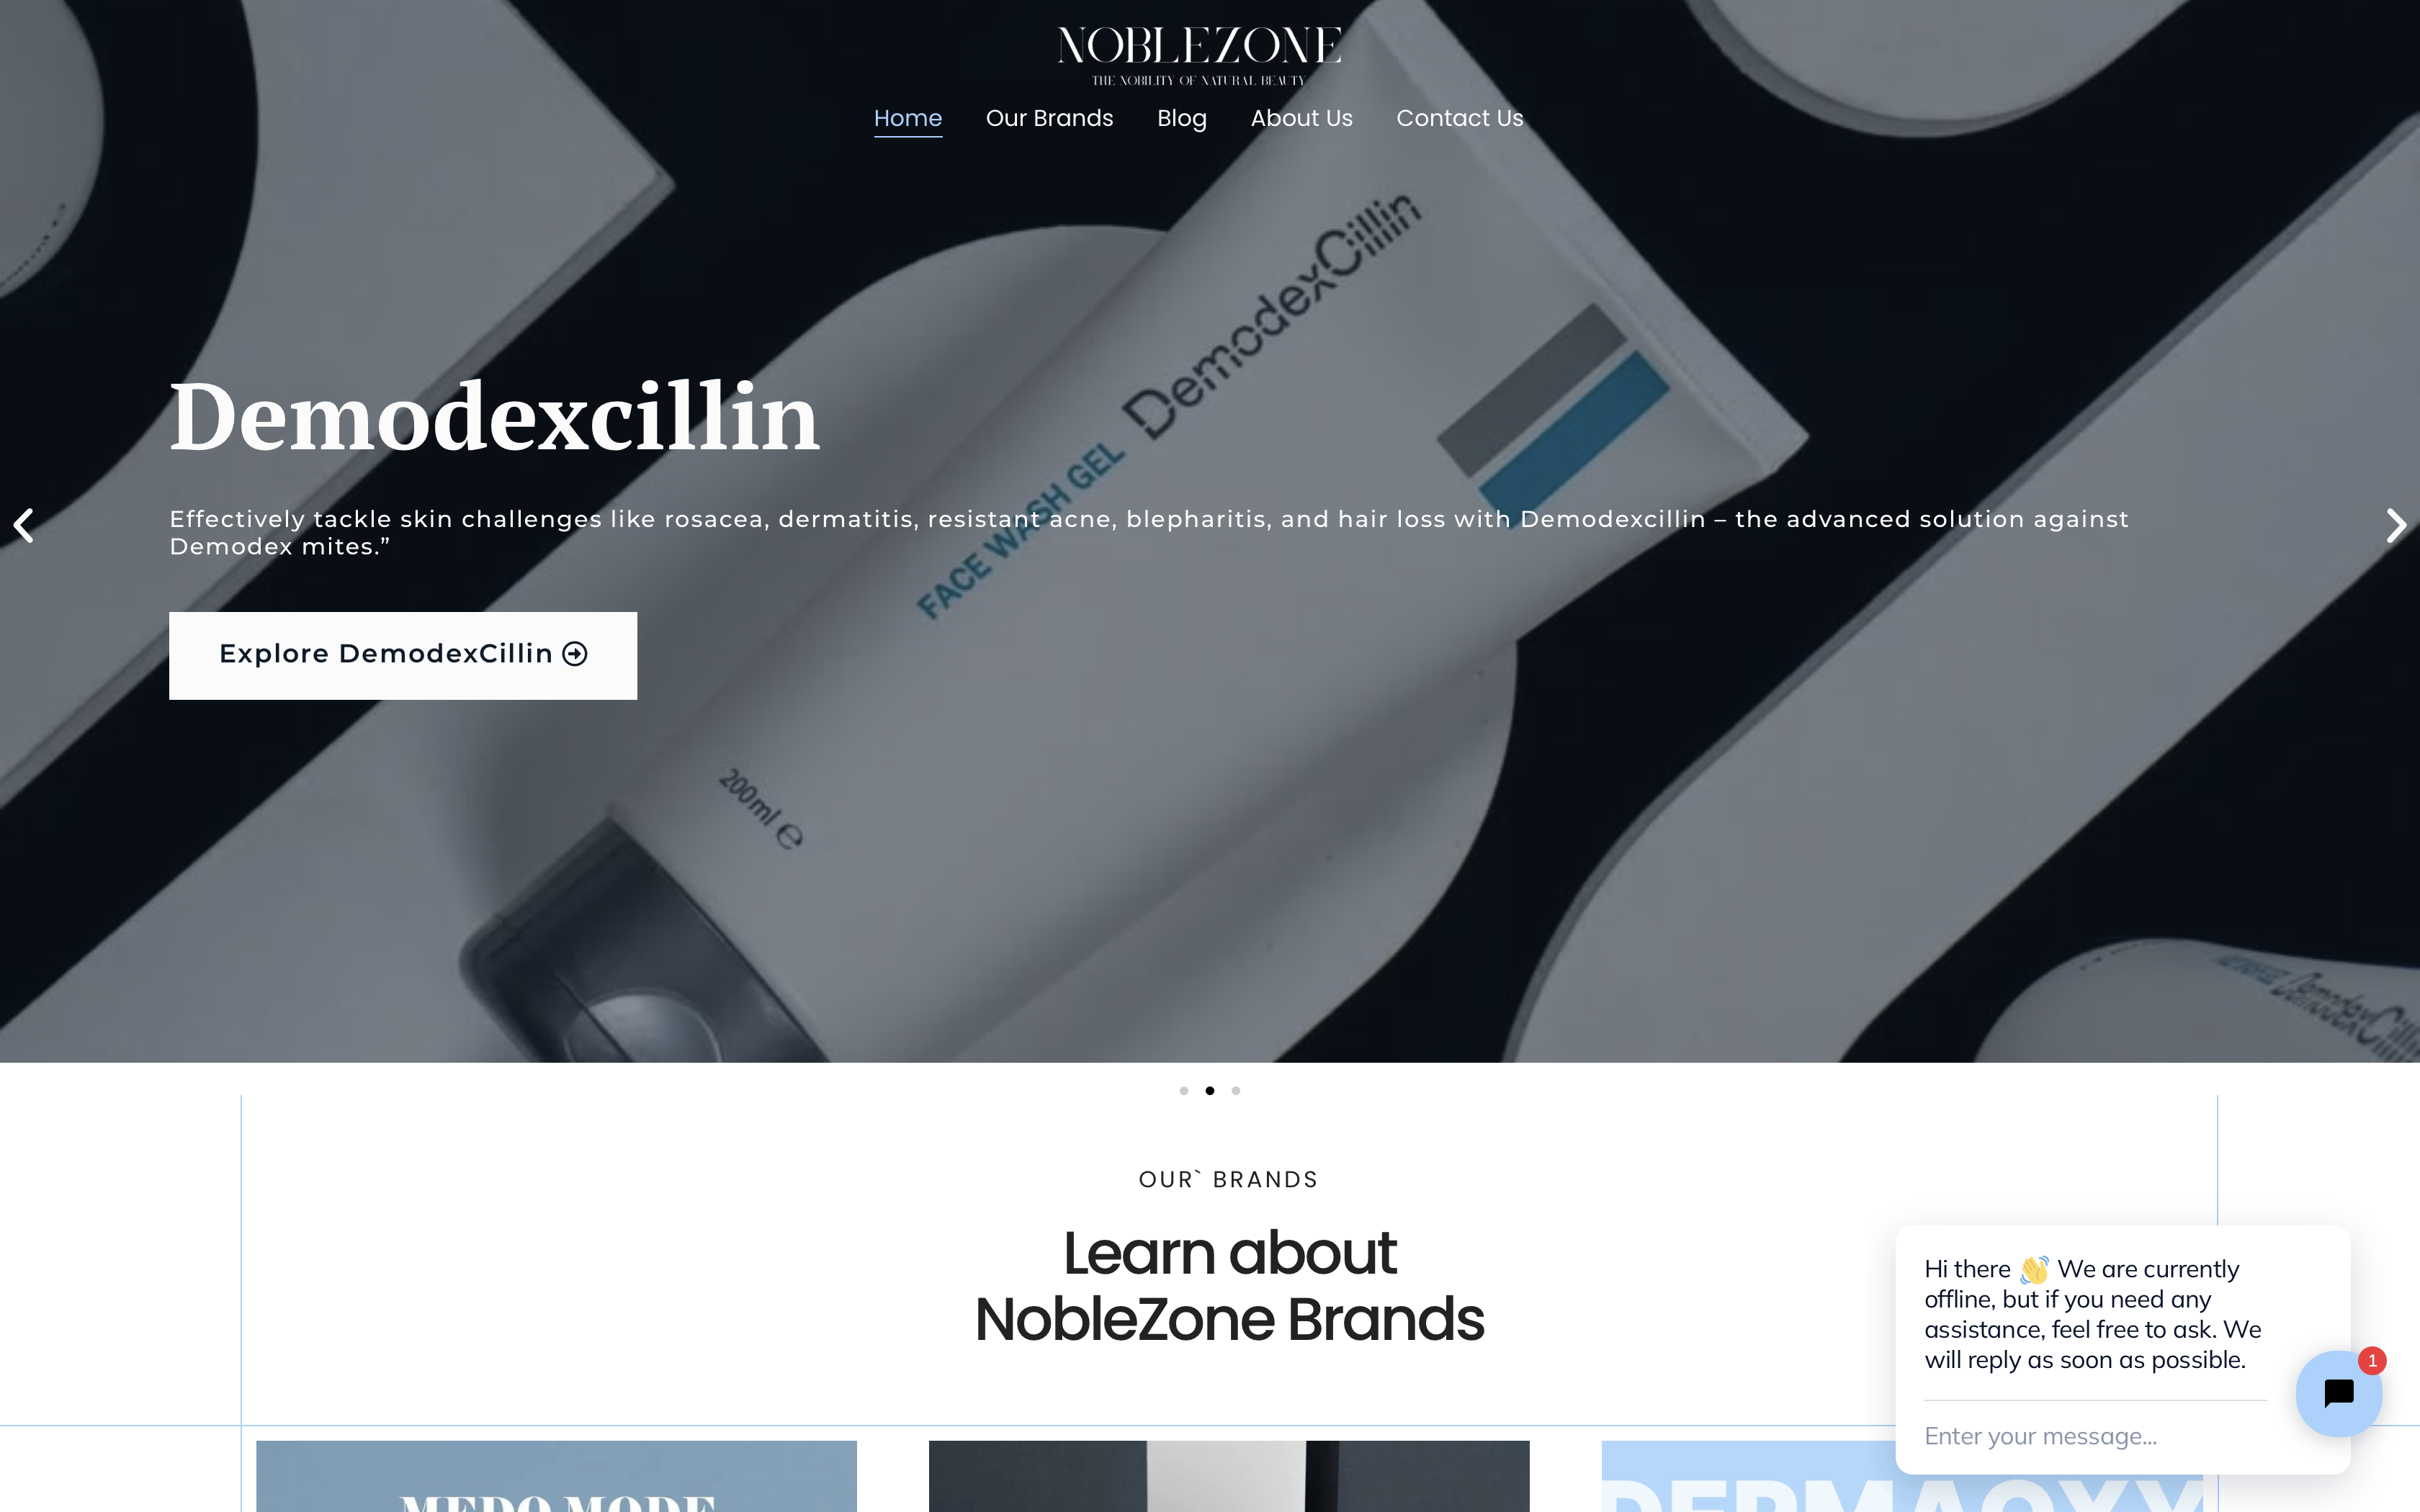 NOBLEZONE
THE NOBILITY OF NATURAL BEAUTY
Home Our Brands Blog About Us Contact Us
DemodexCillin
FACE WASH GEL
Demodexcillin
Effectively tackle skin challenges like rosacea, dermatitis, resistant acne, blepharitis, and hair loss with Demodexcillin – the advanced solution against
Demodex mites.”
Explore DemodexCillin
200ml ℮
DemodexCillin
OUR` BRANDS
Learn about
NobleZone Brands
Hi there 👋 We are currently
offline, but if you need any
assistance, feel free to ask. We
will reply as soon as possible.
1
Enter your message...
MEDO MODE
DERMAOXY